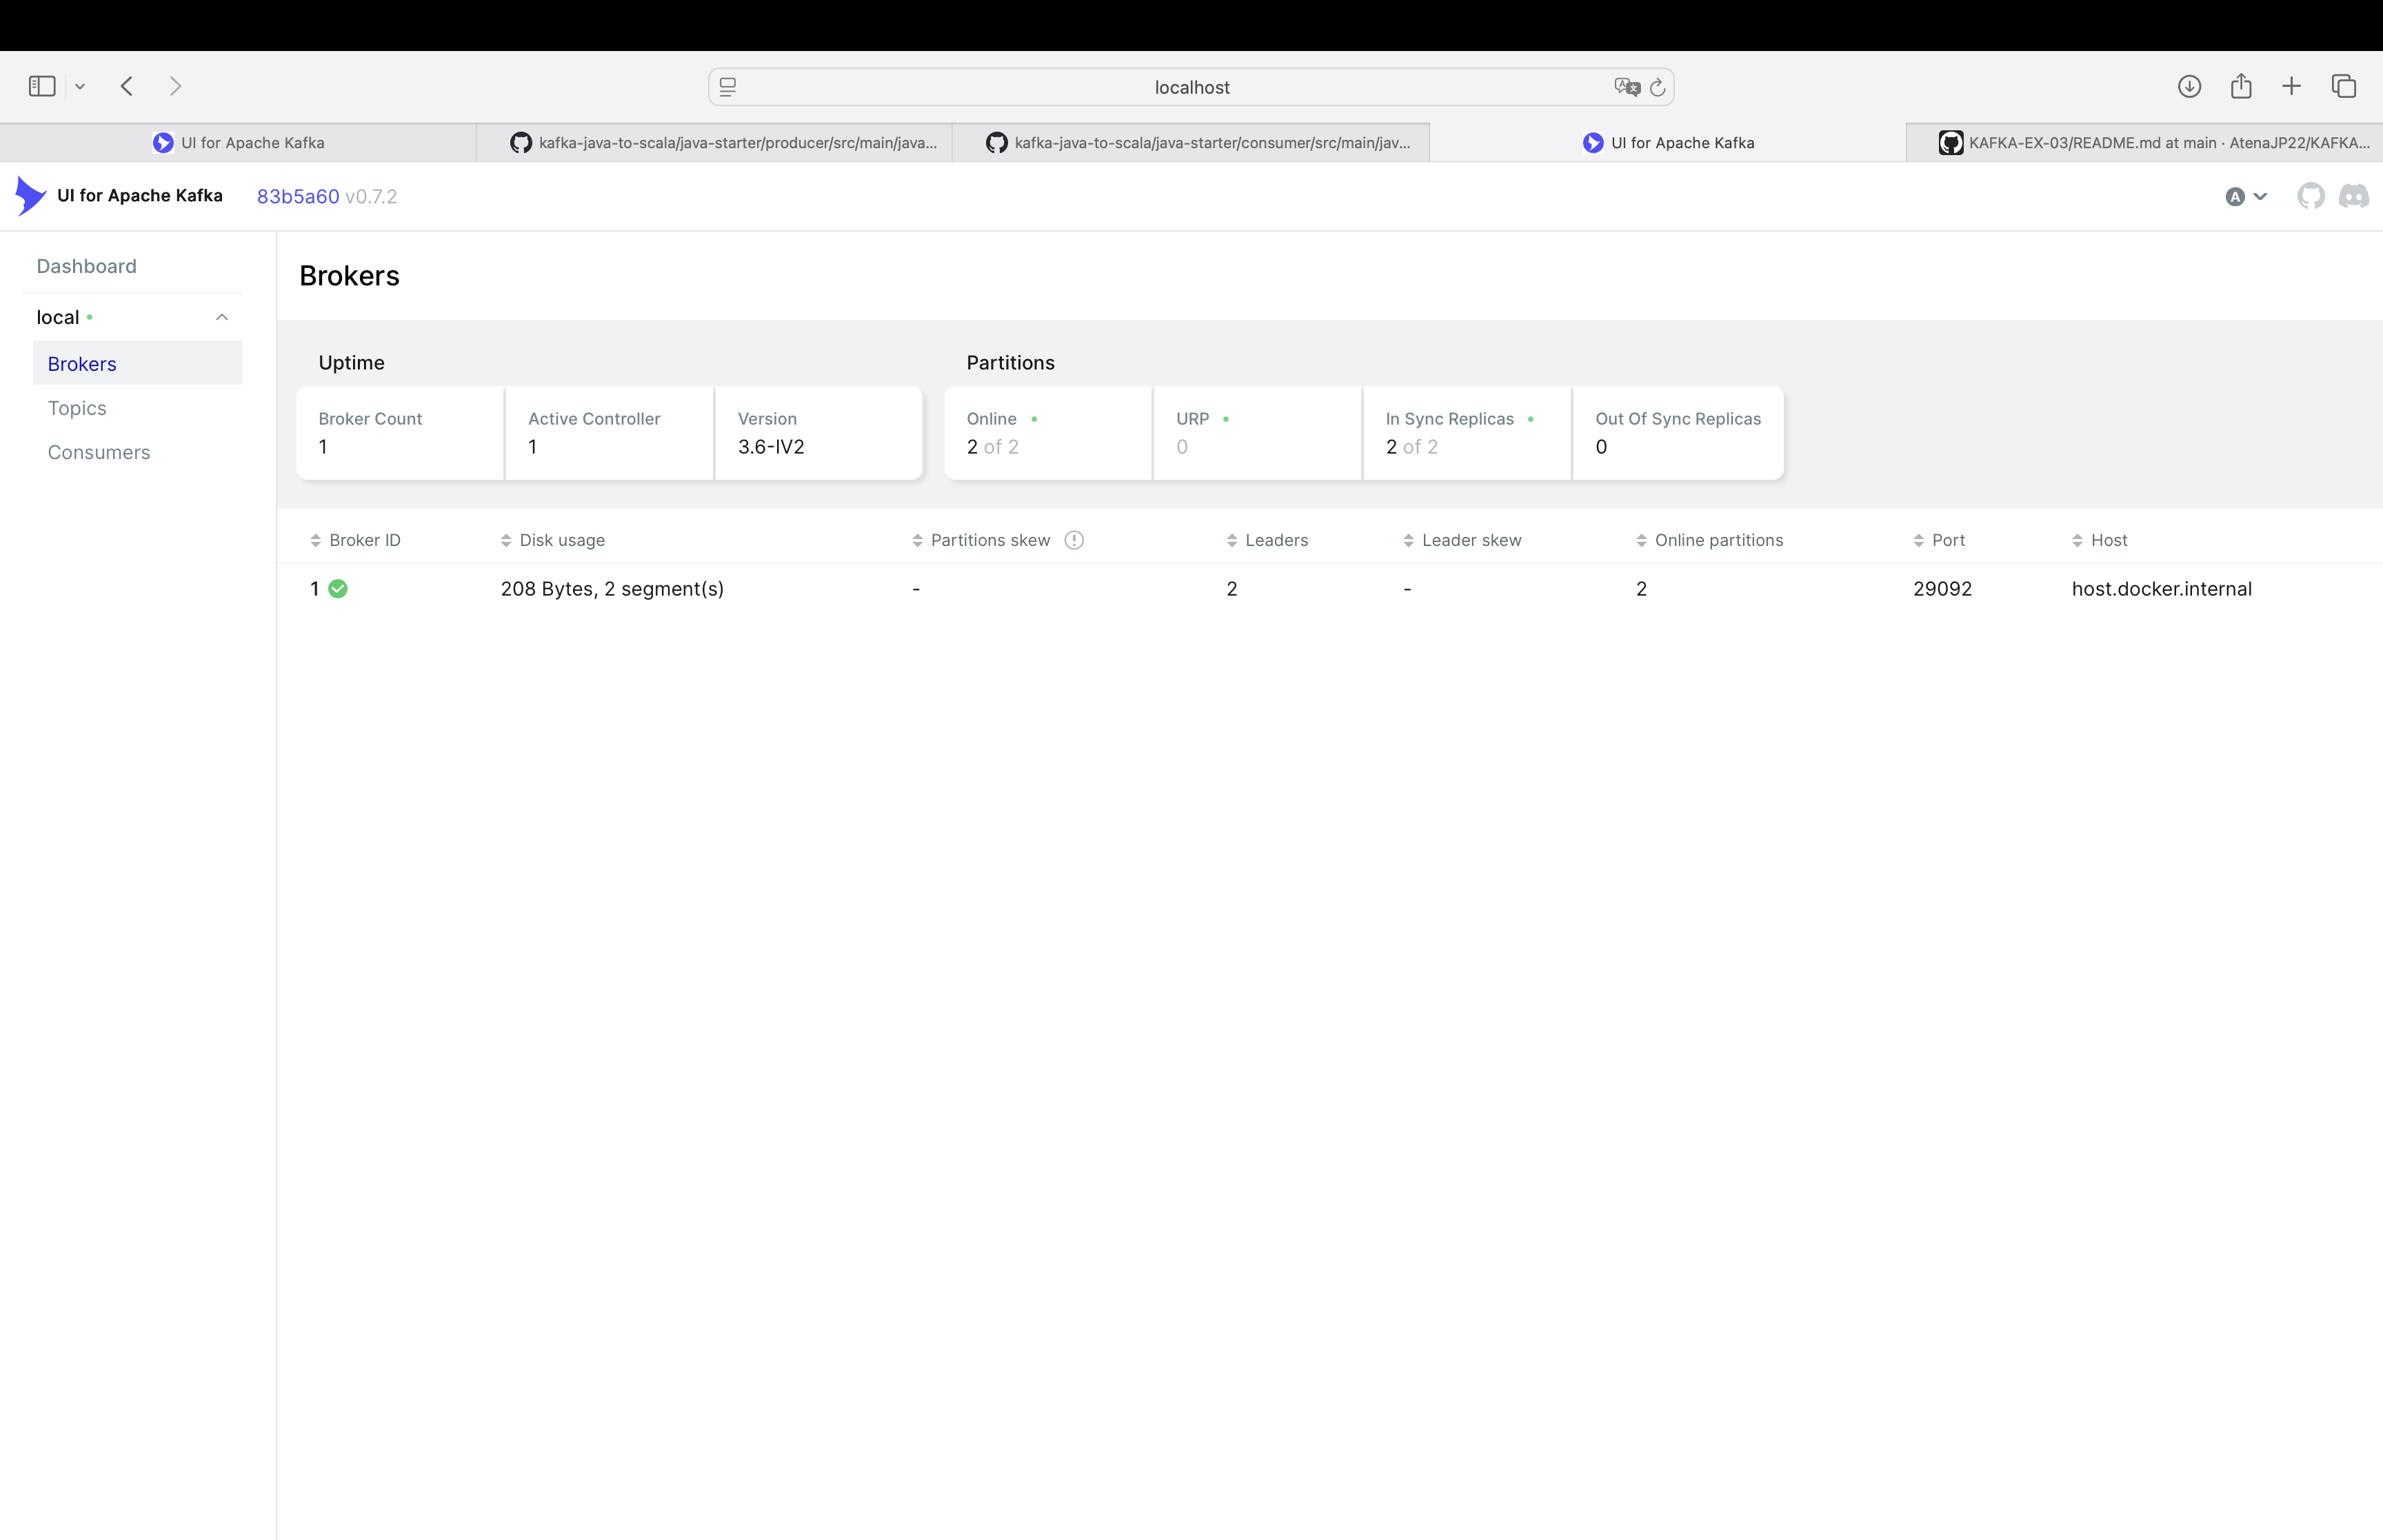 localhost
UI for Apache Kafka
kafka-java-to-scala/java-starter/producer/src/main/java...
kafka-java-to-scala/java-starter/consumer/src/main/jav...
UI for Apache Kafka
KAFKA-EX-03/README.md at main · AtenaJP22/KAFKA...
UI for Apache Kafka 83b5a60 v0.7.2
A
Dashboard
local
Brokers
Topics
Consumers
Brokers
Uptime
Broker Count
1
Active Controller
1
Version
3.6-IV2
Partitions
Online
2 of 2
URP
0
In Sync Replicas
2 of 2
Out Of Sync Replicas
0
Broker ID Disk usage Partitions skew Leaders Leader skew Online partitions Port Host
1 208 Bytes, 2 segment(s) - 2 - 2 29092 host.docker.internal